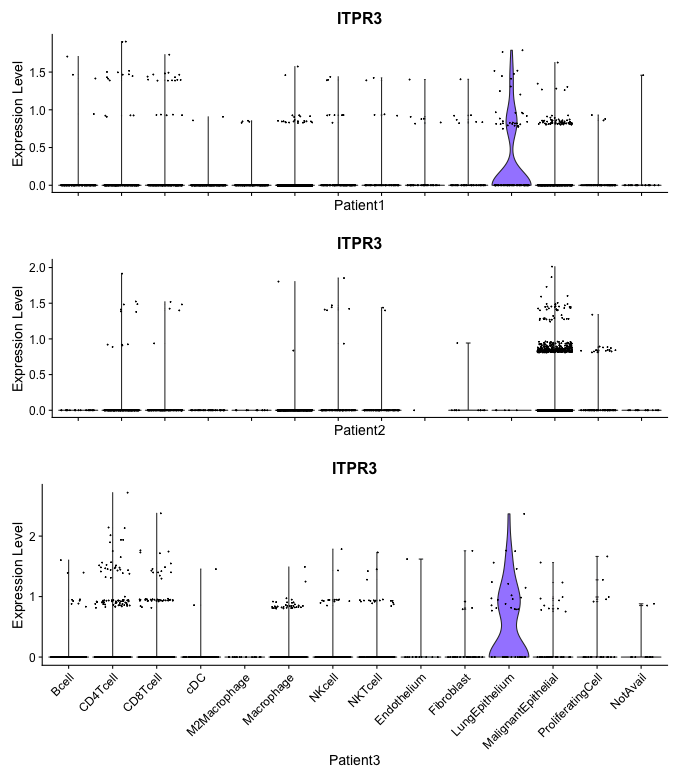 ITPR3
Expression Level
1.5
1.0
0.5
0.0
Patient1
ITPR3
Expression Level
2.0
1.5
1.0
0.5
0.0
Patient2
ITPR3
Expression Level
2
1
0
Bcell
CD4Tcell
CD8Tcell
cDC
M2Macrophage
Macrophage
NKcell
NKTcell
Endothelium
Fibroblast
LungEpithelium
MalignantEpithelial
ProliferatingCell
NotAvail
Patient3